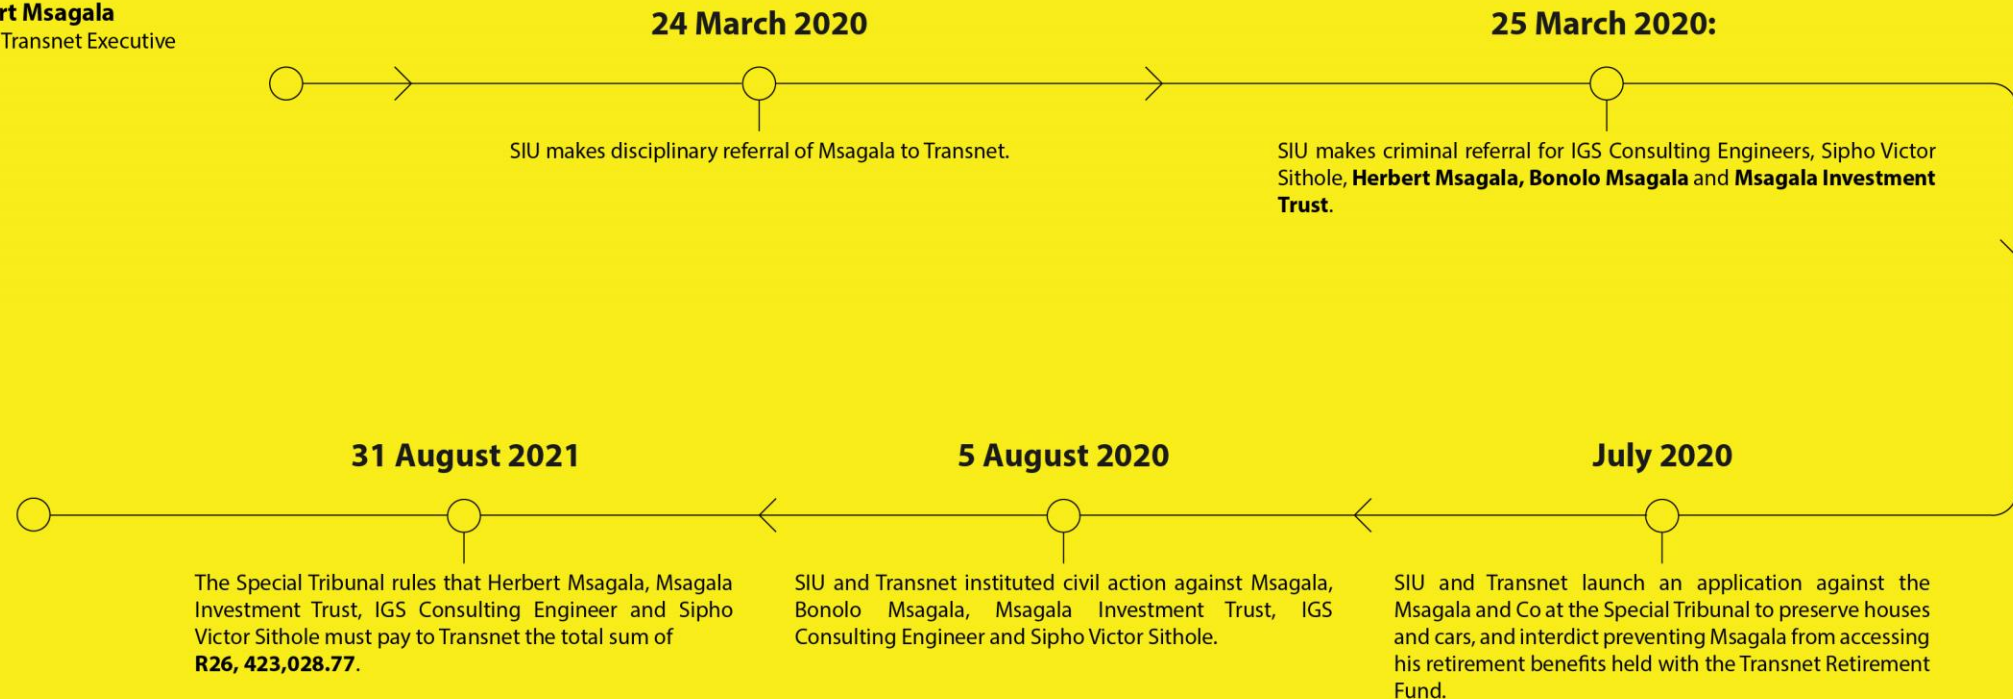 rt Msagala
Transnet Executive
24 March 2020
SIU makes disciplinary referral of Msagala to Transnet.
25 March 2020:
SIU makes criminal referral for IGS Consulting Engineers, Sipho Victor
Sithole, Herbert Msagala, Bonolo Msagala and Msagala Investment
Trust.
July 2020
SIU and Transnet launch an application against the
Msagala and Co at the Special Tribunal to preserve houses
and cars, and interdict preventing Msagala from accessing
his retirement benefits held with the Transnet Retirement
Fund.
5 August 2020
SIU and Transnet instituted civil action against Msagala,
Bonolo Msagala, Msagala Investment Trust, IGS
Consulting Engineer and Sipho Victor Sithole.
31 August 2021
The Special Tribunal rules that Herbert Msagala, Msagala
Investment Trust, IGS Consulting Engineer and Sipho
Victor Sithole must pay to Transnet the total sum of
R26, 423,028.77.